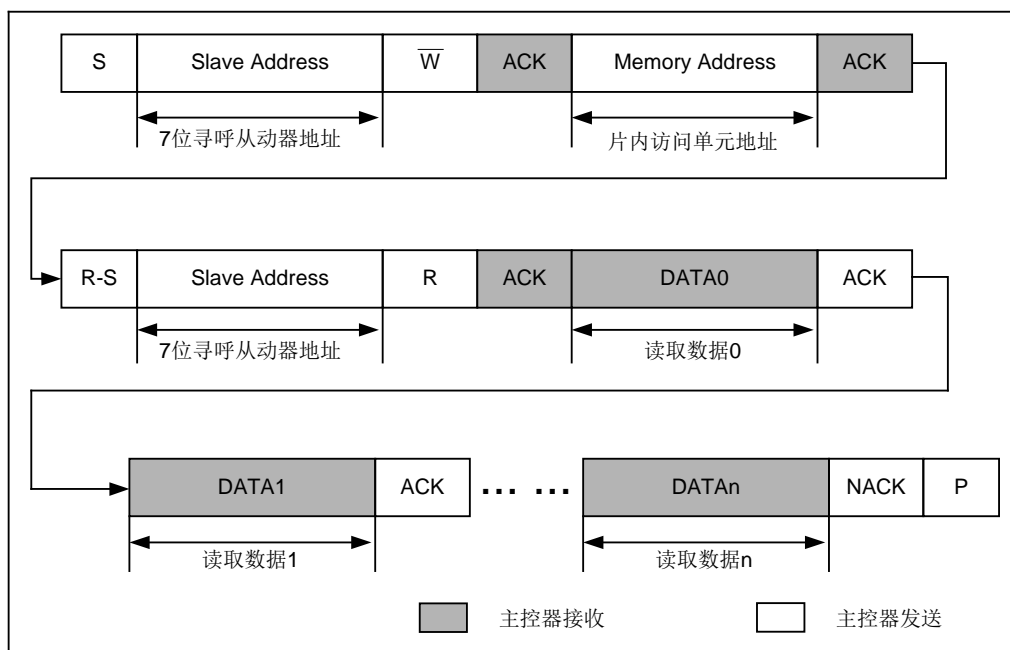 S Slave Address W̅ ACK Memory Address ACK
7位寻呼从动器地址 片内访问单元地址
R-S Slave Address R ACK DATA0 ACK
7位寻呼从动器地址 读取数据0
DATA1 ACK ... ... DATAn NACK P
读取数据1 读取数据n
主控器接收 主控器发送